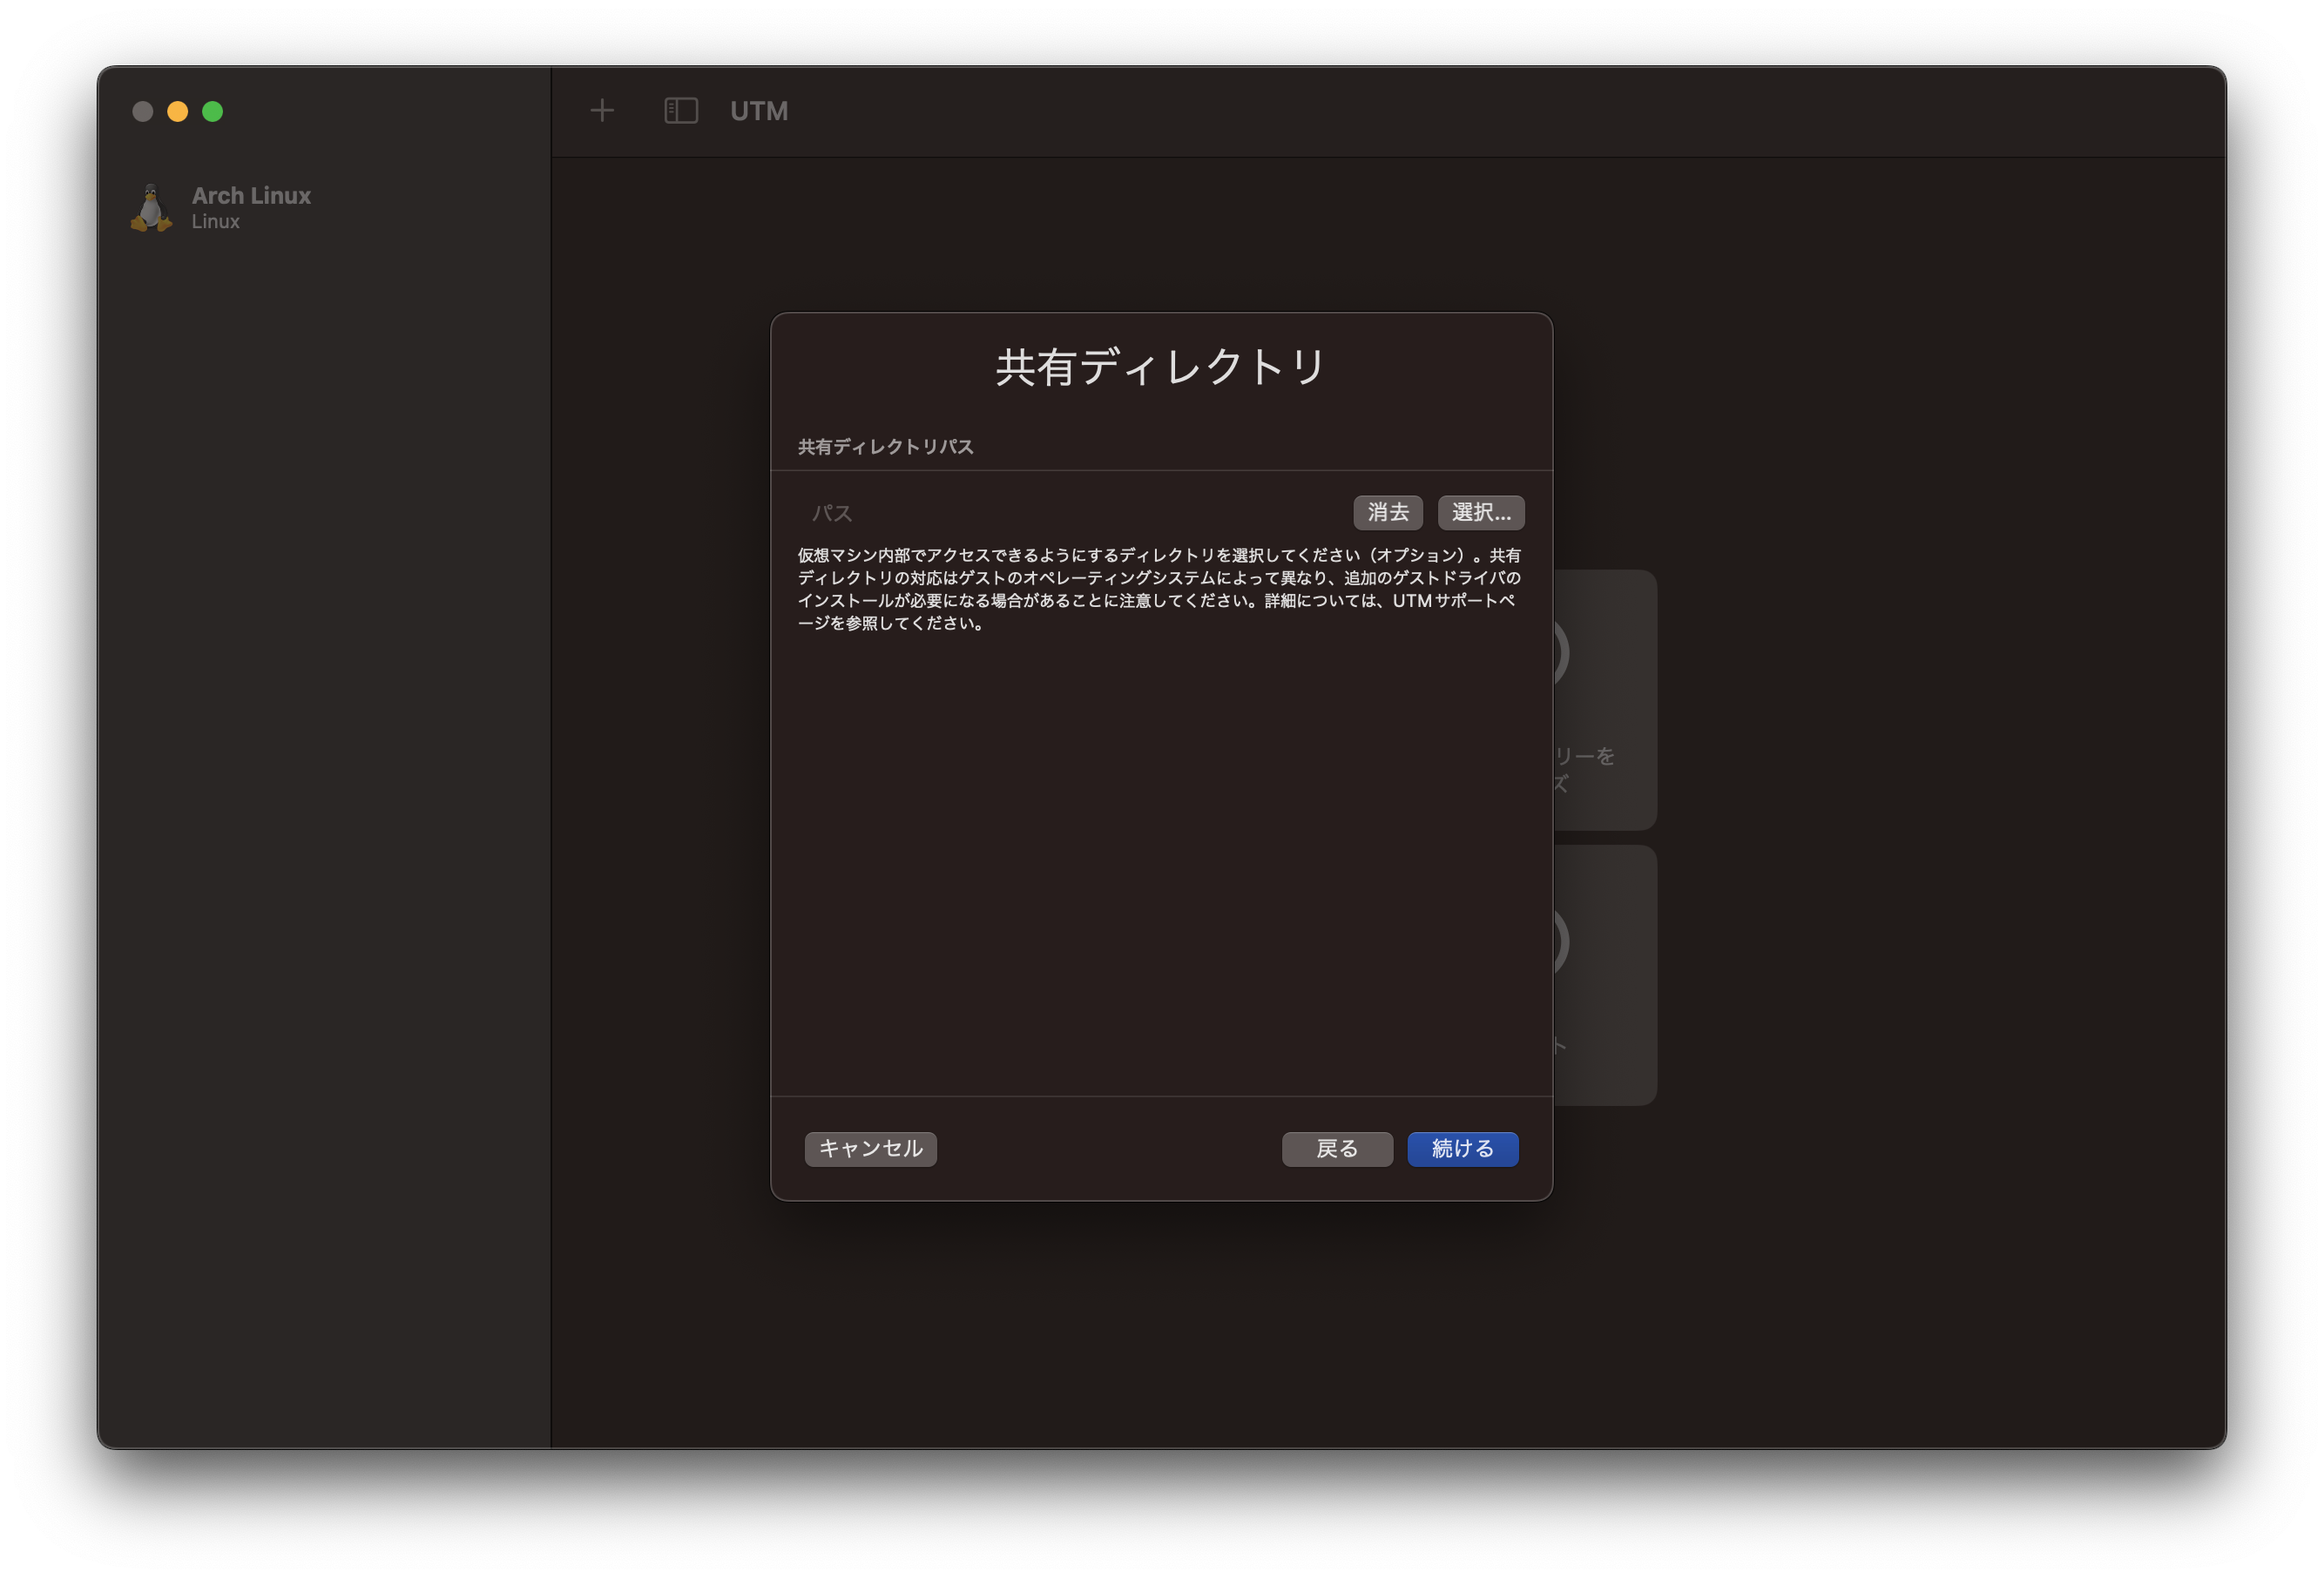 UTM
Arch Linux
Linux
共有ディレクトリ
共有ディレクトリパス
パス
消去
選択...
仮想マシン内部でアクセスできるようにするディレクトリを選択してください（オプション）。共有
ディレクトリの対応はゲストのオペレーティングシステムによって異なり、追加のゲストドライバの
インストールが必要になる場合があることに注意してください。詳細については、UTMサポートペ
ージを参照してください。
リーを
ズ
ト
キャンセル
戻る
続ける